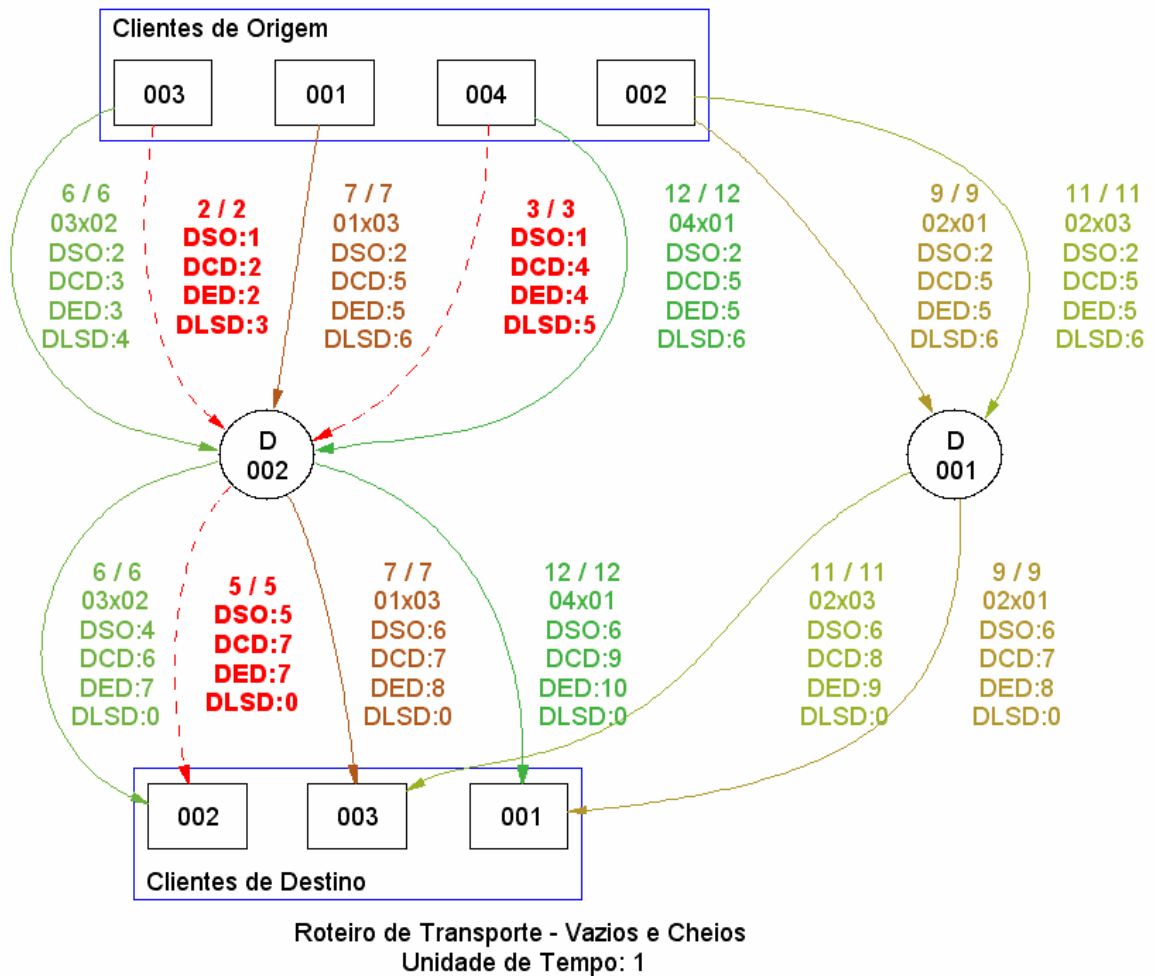 Clientes de Origem
003
001
004
002
6 / 6
03x02
DSO:2
DCD:3
DED:3
DLSD:4
2 / 2
DSO:1
DCD:2
DED:2
DLSD:3
7 / 7
01x03
DSO:2
DCD:5
DED:5
DLSD:6
3 / 3
DSO:1
DCD:4
DED:4
DLSD:5
12 / 12
04x01
DSO:2
DCD:5
DED:5
DLSD:6
9 / 9
02x01
DSO:2
DCD:5
DED:5
DLSD:6
11 / 11
02x03
DSO:2
DCD:5
DED:5
DLSD:6
D
002
D
001
6 / 6
03x02
DSO:4
DCD:6
DED:7
DLSD:0
5 / 5
DSO:5
DCD:7
DED:7
DLSD:0
7 / 7
01x03
DSO:6
DCD:7
DED:8
DLSD:0
12 / 12
04x01
DSO:6
DCD:9
DED:10
DLSD:0
11 / 11
02x03
DSO:6
DCD:8
DED:9
DLSD:0
9 / 9
02x01
DSO:6
DCD:7
DED:8
DLSD:0
002
003
001
Clientes de Destino
Roteiro de Transporte - Vazios e Cheios
Unidade de Tempo: 1